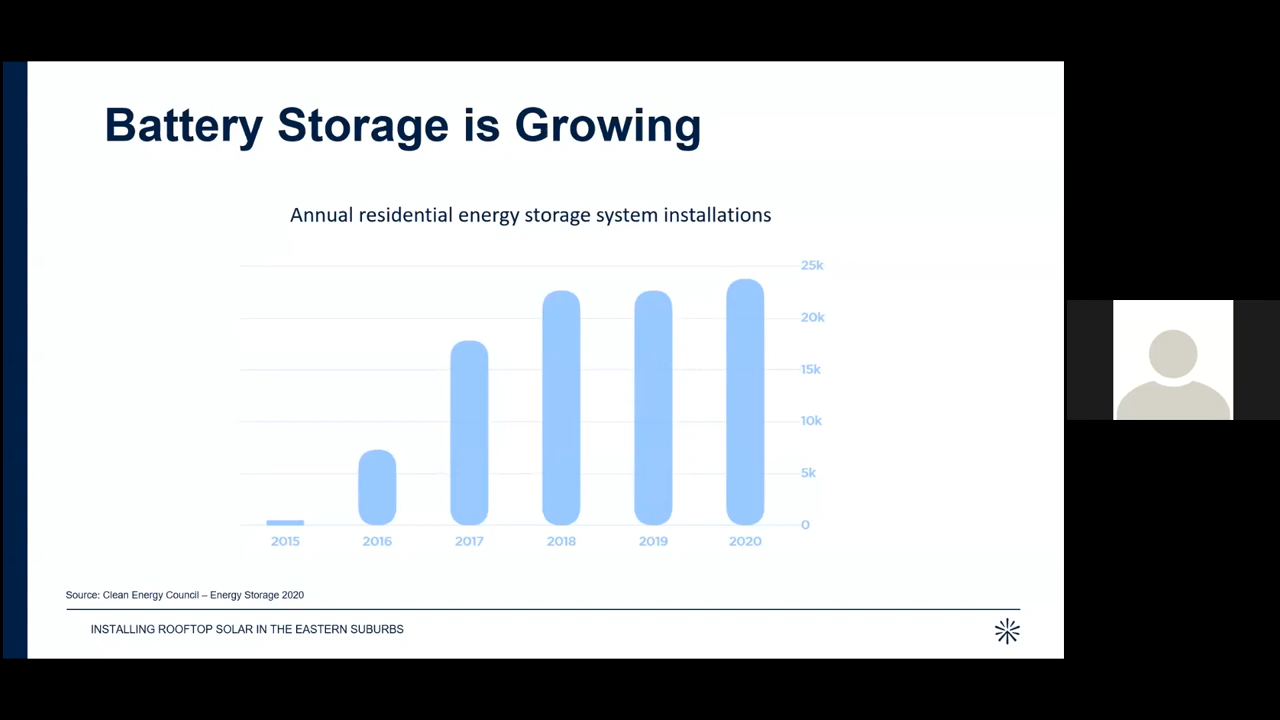 Battery Storage is Growing
Annual residential energy storage system installations
25k
20k
15k
10k
5k
0
2015 2016 2017 2018 2019 2020
Source: Clean Energy Council – Energy Storage 2020
INSTALLING ROOFTOP SOLAR IN THE EASTERN SUBURBS